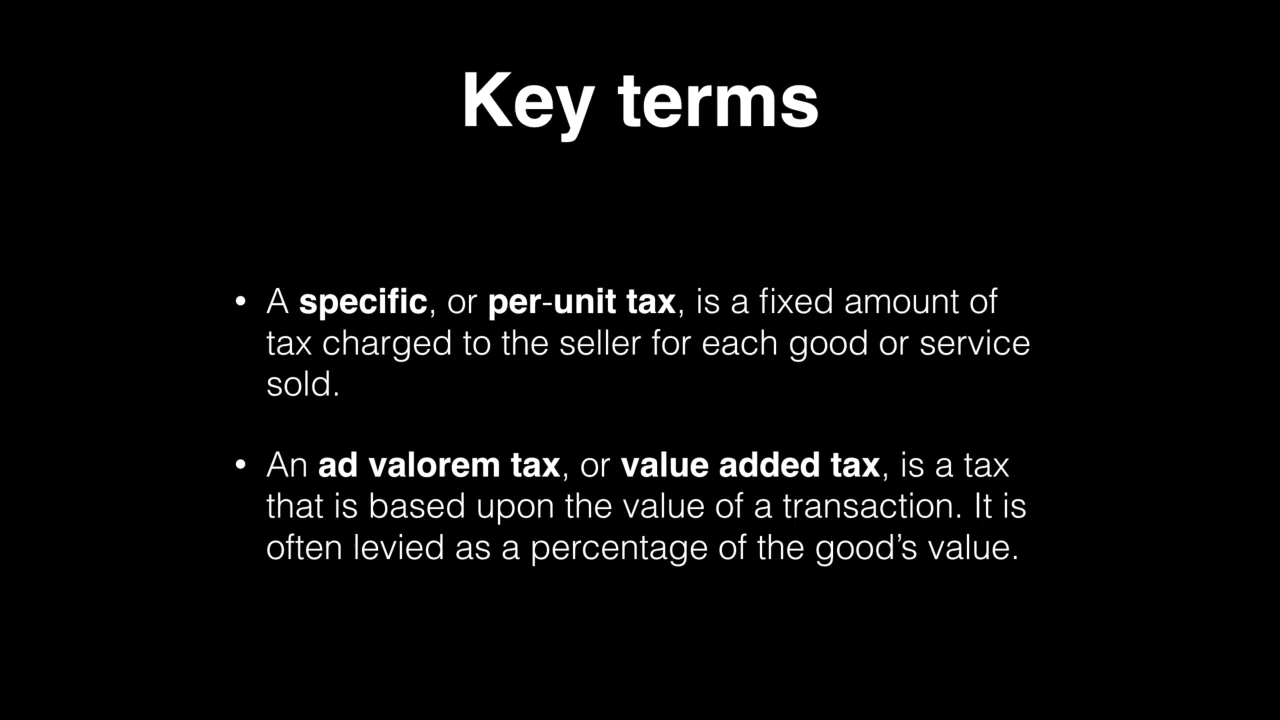 Key terms
• A specific, or per-unit tax, is a fixed amount of
tax charged to the seller for each good or service
sold.
• An ad valorem tax, or value added tax, is a tax
that is based upon the value of a transaction. It is
often levied as a percentage of the good’s value.